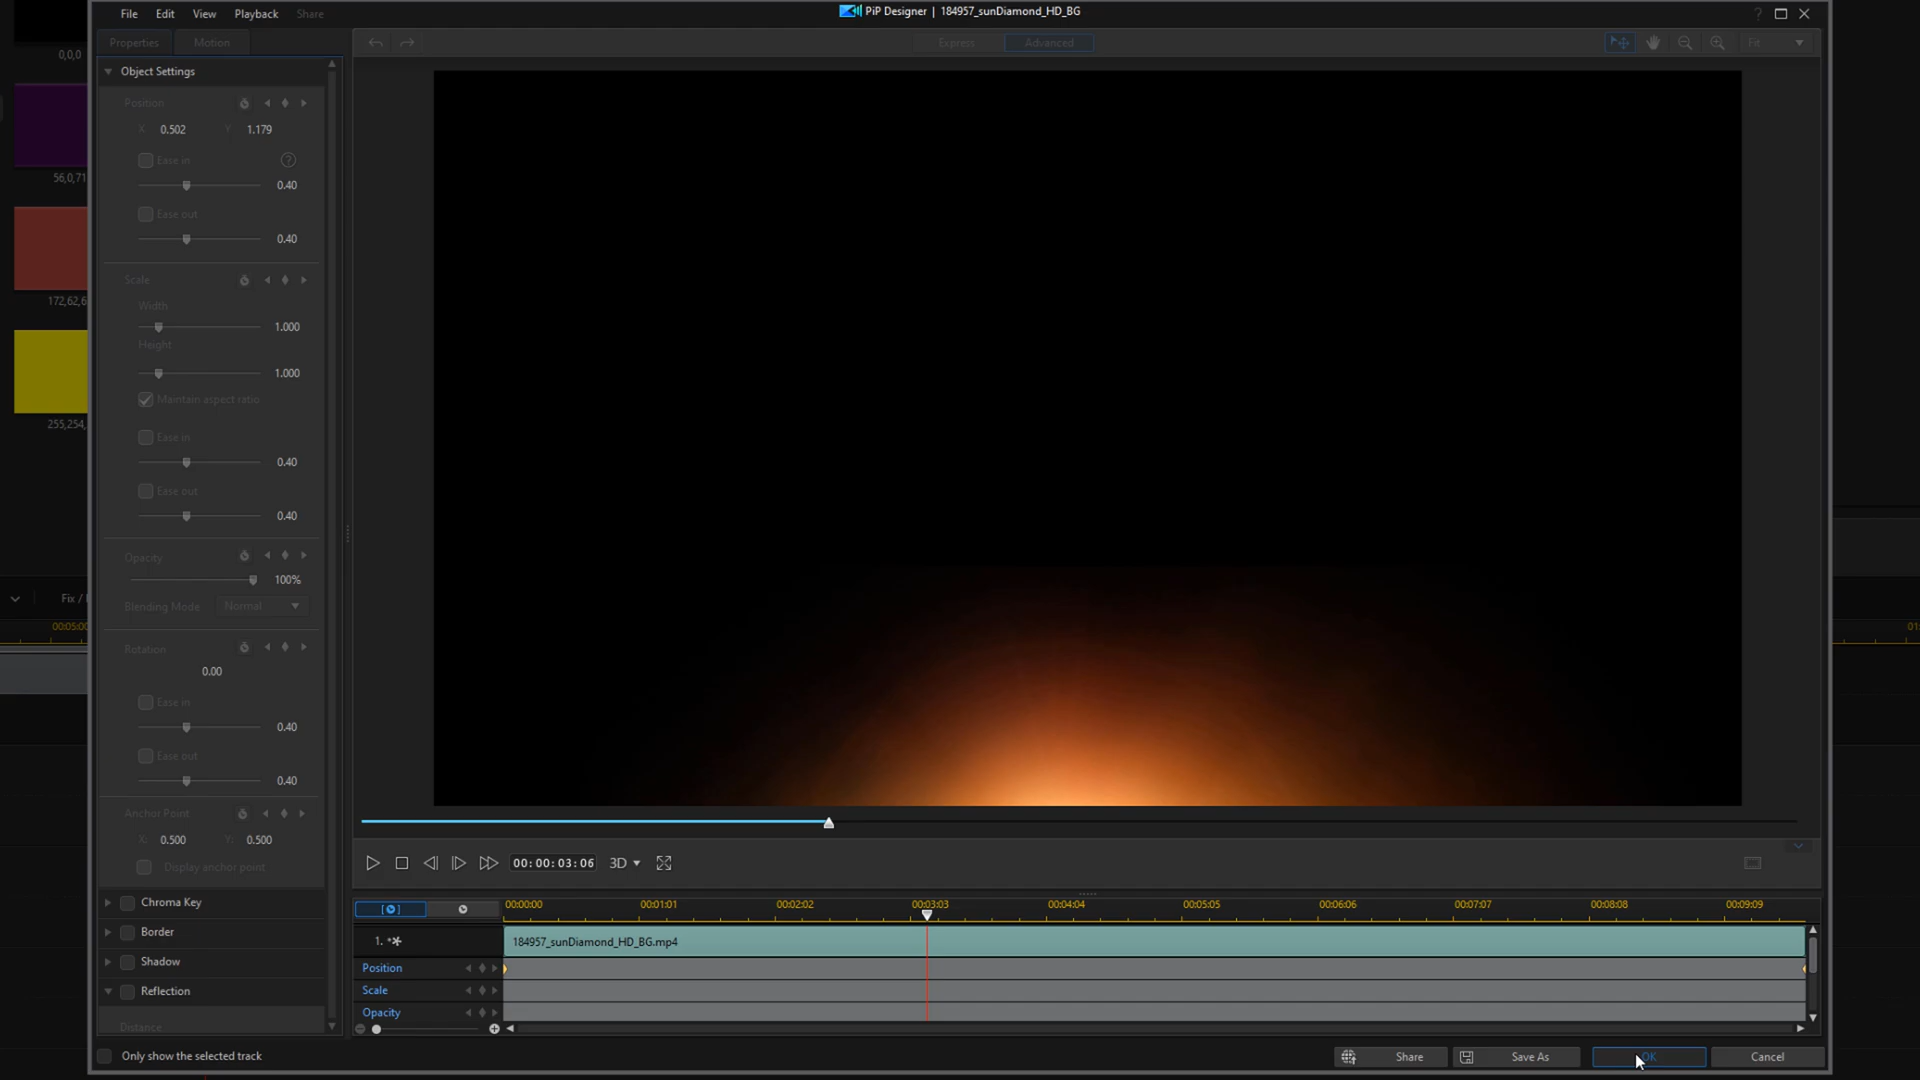 File Edit View Playback Share
PiP Designer | 184957_sunDiamond_HD_BG
?
Properties Motion
Express Advanced
Fit
0,0,0
56,0,71
172,62,6
255,254,
Fix /
00:05:00
01:
Object Settings
Position
X 0.502 Y 1.179
Ease in ?
0.40
Ease out
0.40
Scale
Width
1.000
Height
1.000
Maintain aspect ratio
Ease in
0.40
Ease out
0.40
Opacity
100%
Blending Mode Normal
Rotation
0.00
Ease in
0.40
Ease out
0.40
Anchor Point
X: 0.500 Y: 0.500
Display anchor point
Chroma Key
Border
Shadow
Reflection
Distance
00:00:03:06 3D
00:00:00 00:01:01 00:02:02 00:03:03 00:04:04 00:05:05 00:06:06 00:07:07 00:08:08 00:09:09
1. 184957_sunDiamond_HD_BG.mp4
Position
Scale
Opacity
Only show the selected track
Share Save As OK Cancel